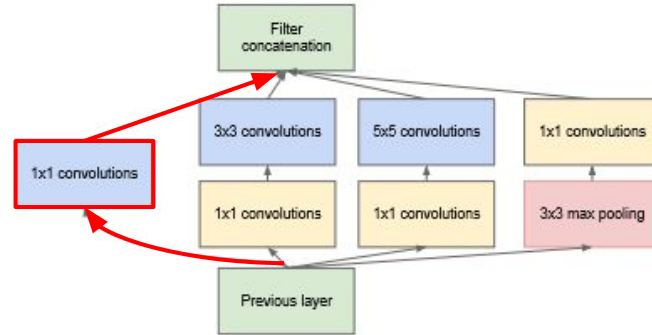 Filter
concatenation
3x3 convolutions
5x5 convolutions
1x1 convolutions
1x1 convolutions
1x1 convolutions
1x1 convolutions
3x3 max pooling
Previous layer